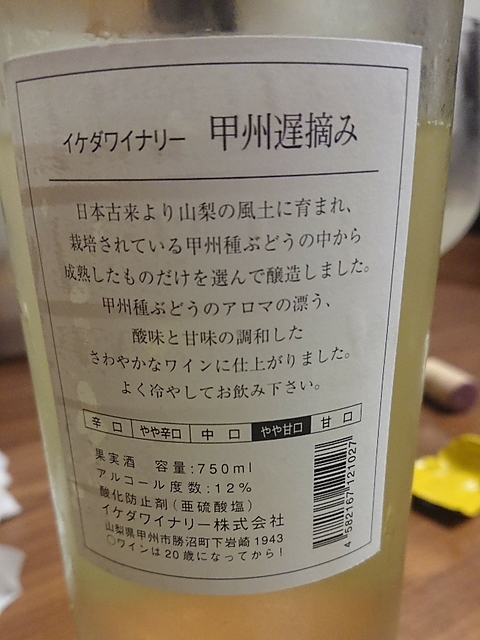 イケダワイナリー 甲州遅摘み
日本古来より山梨の風土に育まれ、
栽培されている甲州種ぶどうの中から
成熟したものだけを選んで醸造しました。
甲州種ぶどうのアロマの漂う、
酸味と甘味の調和した
さわやかなワインに仕上がりました。
よく冷やしてお飲み下さい。
辛口 やや辛口 中口 やや甘口 甘口
果実酒 容量:750ml
アルコール度数:12%
酸化防止剤(亜硫酸塩)
イケダワイナリー株式会社
山梨県甲州市勝沼町下岩崎1943
○ワインは20歳になってから!
4 582167 121027